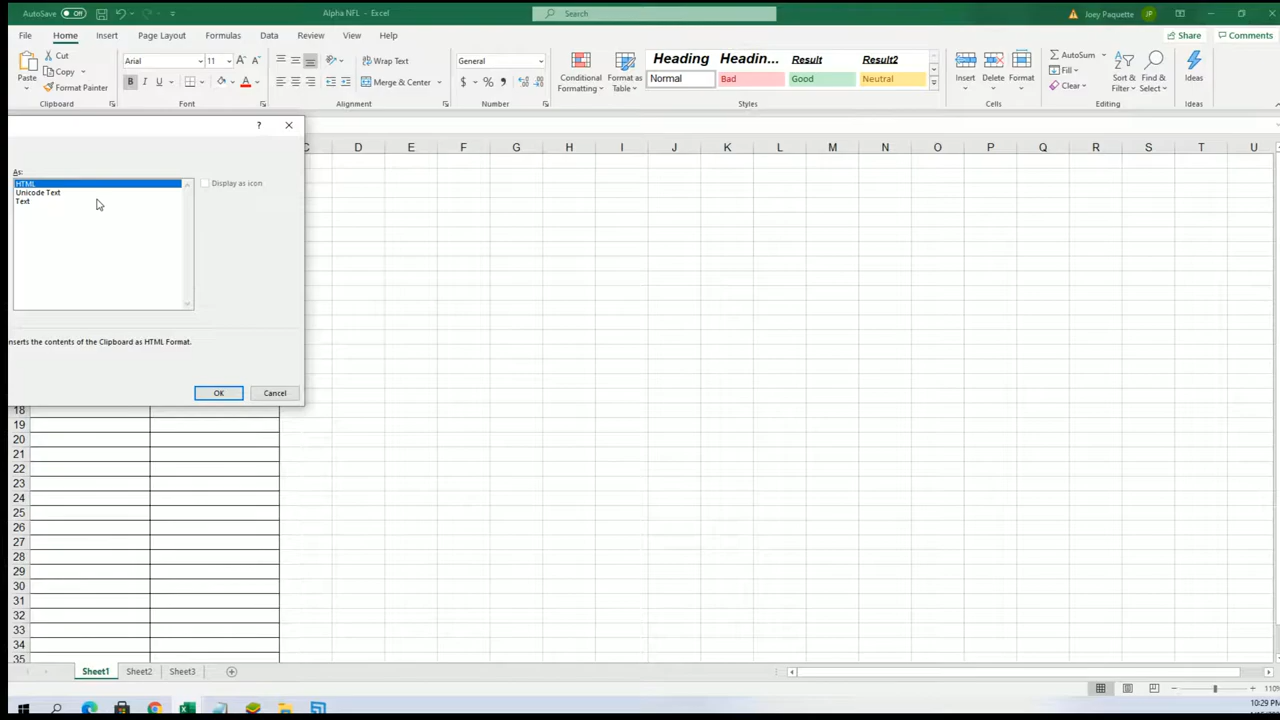 AutoSave Off Alpha NFL - Excel Search Joey Paquette JP
File Home Insert Page Layout Formulas Data Review View Help Share Comments
Paste Cut Copy Format Painter Clipboard
Arial 11 A A B I U A Font
Wrap Text Merge & Center Alignment
General $ % Number
Conditional Formatting Format as Table
Heading Headin... Result Result2
Normal Bad Good Neutral
Styles
Insert Delete Format Cells
AutoSum Fill Clear Sort & Filter Find & Select Editing
Ideas Ideas
?
C D E F G H I J K L M N O P Q R S T U
As:
HTML
Unicode Text
Text
Display as icon
nserts the contents of the Clipboard as HTML Format.
OK Cancel
18
19
20
21
22
23
24
25
26
27
28
29
30
31
32
33
34
35
Sheet1 Sheet2 Sheet3
110%
10:29 PM